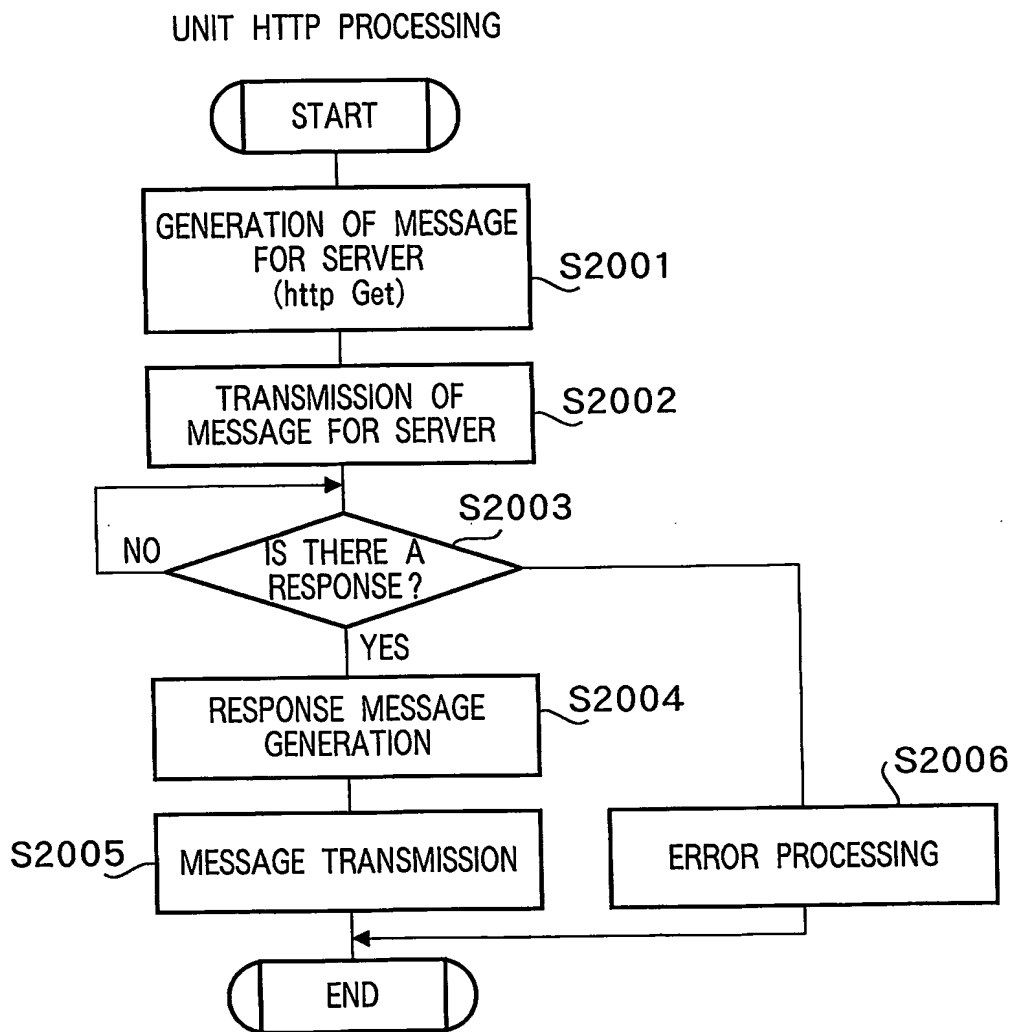 UNIT HTTP PROCESSING
START
GENERATION OF MESSAGE
FOR SERVER
(http Get)
S2001
TRANSMISSION OF
MESSAGE FOR SERVER
S2002
S2003
NO
IS THERE A
RESPONSE?
YES
RESPONSE MESSAGE
GENERATION
S2004
S2006
S2005
MESSAGE TRANSMISSION
ERROR PROCESSING
END